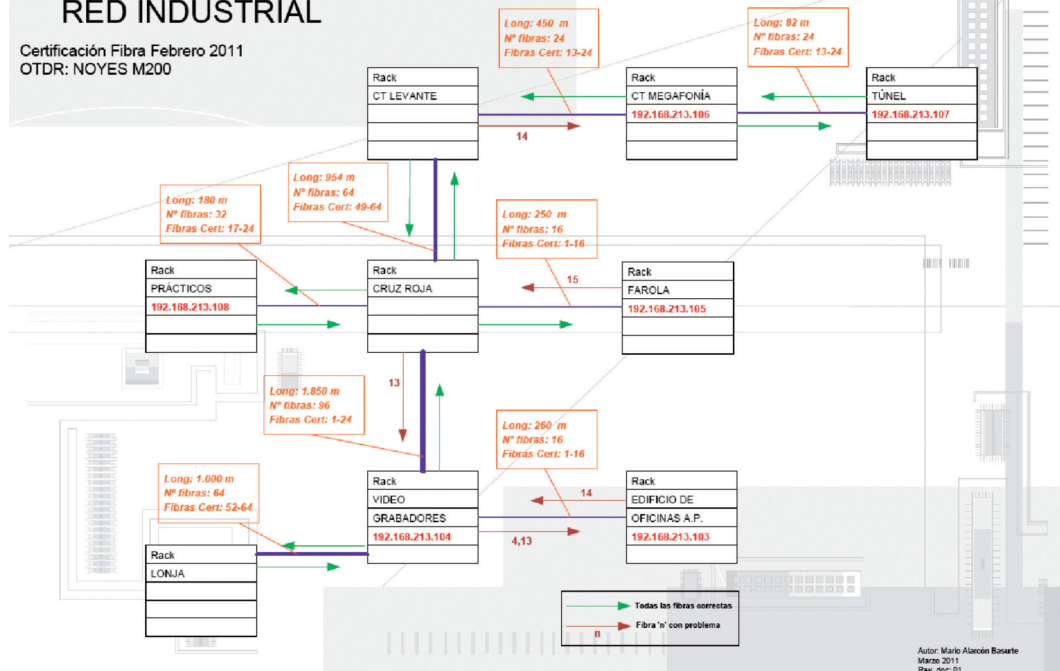 RED INDUSTRIAL
Certificación Fibra Febrero 2011
OTDR: NOYES M200
Long: 450 m
Nº fibras: 24
Fibras Cert: 13-24
Long: 82 m
Nº fibras: 24
Fibras Cert: 13-24
Rack
CT LEVANTE
Rack
CT MEGAFONÍA
192.168.213.106
Rack
TÚNEL
192.168.213.107
14
Long: 954 m
Nº fibras: 64
Fibras Cert: 49-64
Long: 180 m
Nº fibras: 32
Fibras Cert: 17-24
Long: 250 m
Nº fibras: 16
Fibras Cert: 1-16
Rack
PRÁCTICOS
192.168.213.108
Rack
CRUZ ROJA
15
Rack
FAROLA
192.168.213.105
13
Long: 1.850 m
Nº fibras: 96
Fibras Cert: 1-24
Long: 260 m
Nº fibras: 16
Fibras Cert: 1-16
Long: 1.000 m
Nº fibras: 64
Fibras Cert: 52-64
Rack
VIDEO
GRABADORES
192.168.213.104
14
4,13
Rack
EDIFICIO DE
OFICINAS A.P.
192.168.213.103
Rack
LONJA
Todas las fibras correctas
Fibra 'n' con problema
n
Autor: Mario Alarcón Basurte
Marzo 2011
Rev. doc: 01